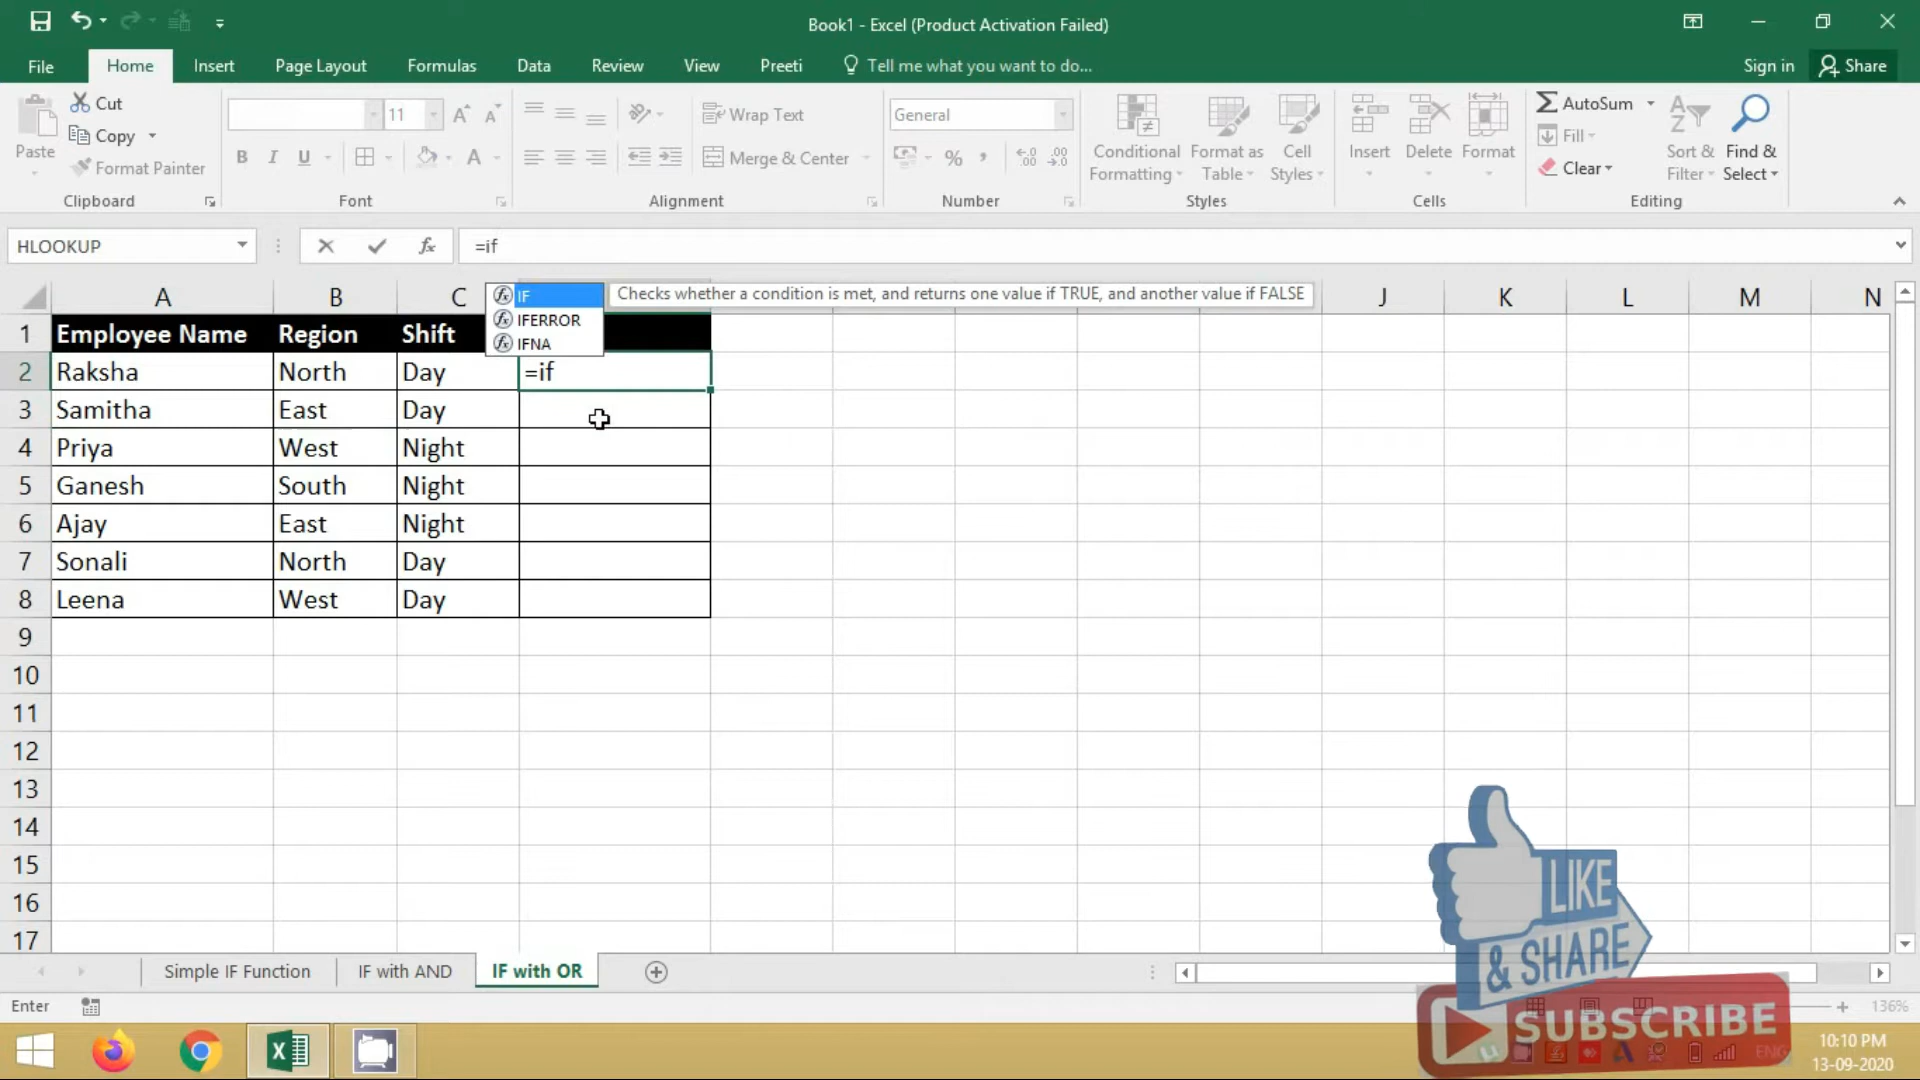 Book1 - Excel (Product Activation Failed)
File Home Insert Page Layout Formulas Data Review View Preeti Tell me what you want to do... Sign in Share
Paste
Cut
Copy
Format Painter
Clipboard
11
B I U A
Font
Wrap Text
Merge & Center
Alignment
General
%
Number
Conditional Formatting
Format as Table
Cell Styles
Styles
Insert
Delete
Format
Cells
AutoSum
Fill
Clear
Sort & Filter
Find & Select
Editing
HLOOKUP fx =if
A B C J K L M N
IF
IFERROR
IFNA
Checks whether a condition is met, and returns one value if TRUE, and another value if FALSE
1 Employee Name Region Shift
2 Raksha North Day =if
3 Samitha East Day
4 Priya West Night
5 Ganesh South Night
6 Ajay East Night
7 Sonali North Day
8 Leena West Day
9
10
11
12
13
14
15
16
17
LIKE
& SHARE
SUBSCRIBE
Simple IF Function IF with AND IF with OR
Enter
136%
ENG
10:10 PM
13-09-2020